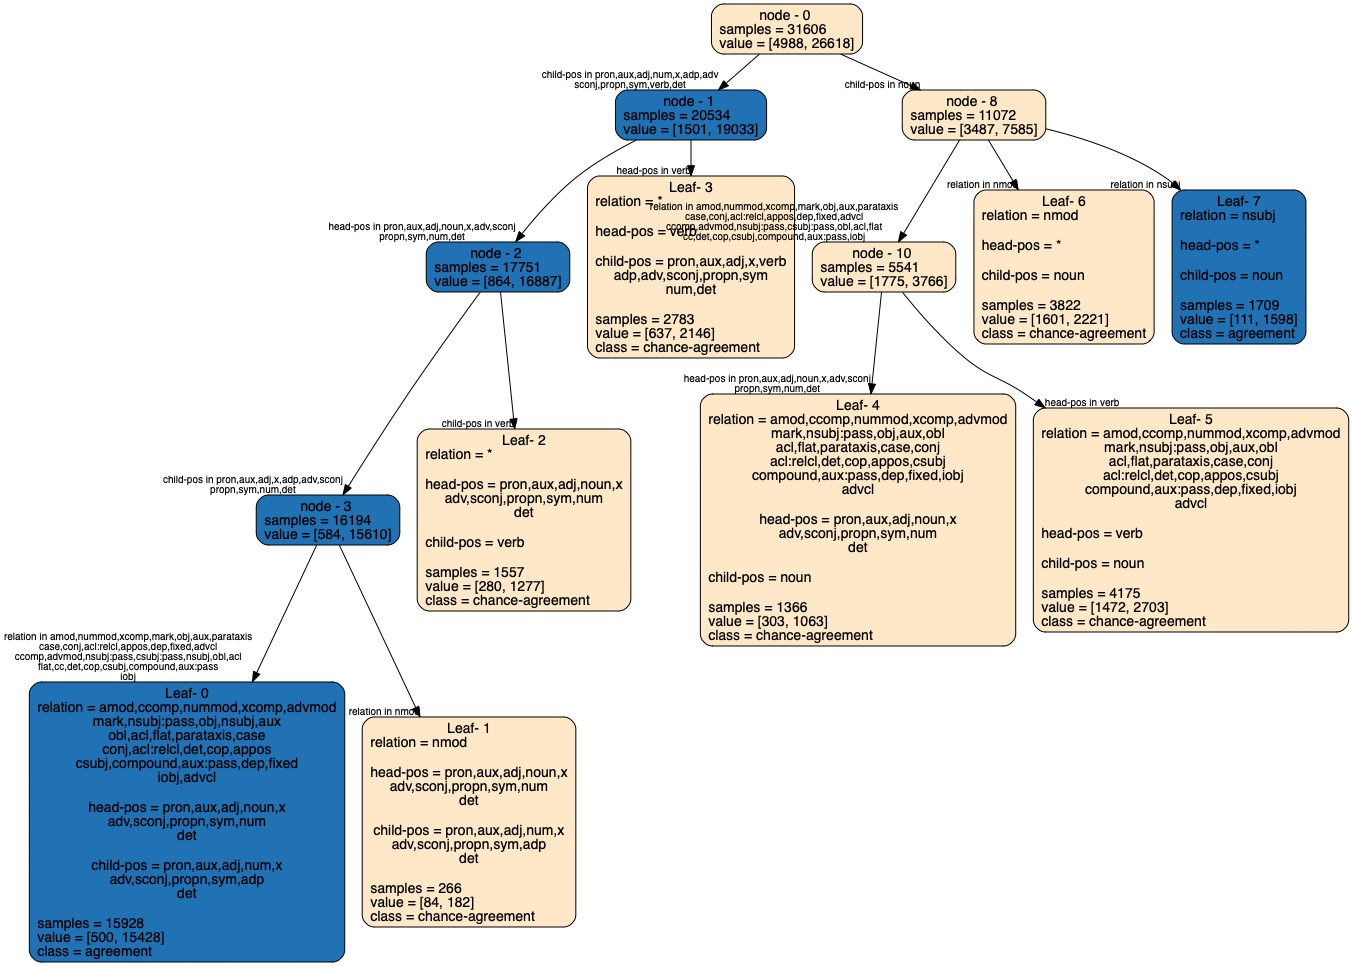 node - 0
samples = 31606
value = [4988, 26618]
child-pos in pron,aux,adj,num,x,adp,adv
sconj,propn,sym,verb,det
child-pos in noun
node - 1
samples = 20534
value = [1501, 19033]
node - 8
samples = 11072
value = [3487, 7585]
head-pos in pron,aux,adj,noun,x,adv,sconj
propn,sym,num,det
head-pos in verb
relation in amod,nummod,xcomp,mark,obj,aux,parataxis
case,conj,acl:relcl,appos,dep,fixed,advcl
ccomp,advmod,nsubj:pass,csubj:pass,obl,acl,flat
cc,det,cop,csubj,compound,aux:pass,iobj
relation in nmod
relation in nsubj
Leaf- 3
relation = *
head-pos = verb
child-pos = pron,aux,adj,x,verb
adp,adv,sconj,propn,sym
num,det
samples = 2783
value = [637, 2146]
class = chance-agreement
Leaf- 6
relation = nmod
head-pos = *
child-pos = noun
samples = 3822
value = [1601, 2221]
class = chance-agreement
Leaf- 7
relation = nsubj
head-pos = *
child-pos = noun
samples = 1709
value = [111, 1598]
class = agreement
node - 2
samples = 17751
value = [864, 16887]
node - 10
samples = 5541
value = [1775, 3766]
child-pos in pron,aux,adj,x,adp,adv,sconj
propn,sym,num,det
child-pos in verb
head-pos in pron,aux,adj,noun,x,adv,sconj
propn,sym,num,det
head-pos in verb
Leaf- 4
relation = amod,ccomp,nummod,xcomp,advmod
mark,nsubj:pass,obj,aux,obl
acl,flat,parataxis,case,conj
acl:relcl,det,cop,appos,csubj
compound,aux:pass,dep,fixed,iobj
advcl
head-pos = pron,aux,adj,noun,x
adv,sconj,propn,sym,num
det
child-pos = noun
samples = 1366
value = [303, 1063]
class = chance-agreement
Leaf- 5
relation = amod,ccomp,nummod,xcomp,advmod
mark,nsubj:pass,obj,aux,obl
acl,flat,parataxis,case,conj
acl:relcl,det,cop,appos,csubj
compound,aux:pass,dep,fixed,iobj
advcl
head-pos = verb
child-pos = noun
samples = 4175
value = [1472, 2703]
class = chance-agreement
Leaf- 2
relation = *
head-pos = pron,aux,adj,noun,x
adv,sconj,propn,sym,num
det
child-pos = verb
samples = 1557
value = [280, 1277]
class = chance-agreement
node - 3
samples = 16194
value = [584, 15610]
relation in amod,nummod,xcomp,mark,obj,aux,parataxis
case,conj,acl:relcl,appos,dep,fixed,advcl
ccomp,advmod,nsubj:pass,csubj:pass,nsubj,obl,acl
flat,cc,det,cop,csubj,compound,aux:pass
iobj
relation in nmod
Leaf- 0
relation = amod,ccomp,nummod,xcomp,advmod
mark,nsubj:pass,obj,nsubj,aux
obl,acl,flat,parataxis,case
conj,acl:relcl,det,cop,appos
csubj,compound,aux:pass,dep,fixed
iobj,advcl
head-pos = pron,aux,adj,noun,x
adv,sconj,propn,sym,num
det
child-pos = pron,aux,adj,num,x
adv,sconj,propn,sym,adp
det
samples = 15928
value = [500, 15428]
class = agreement
Leaf- 1
relation = nmod
head-pos = pron,aux,adj,noun,x
adv,sconj,propn,sym,num
det
child-pos = pron,aux,adj,num,x
adv,sconj,propn,sym,adp
det
samples = 266
value = [84, 182]
class = chance-agreement